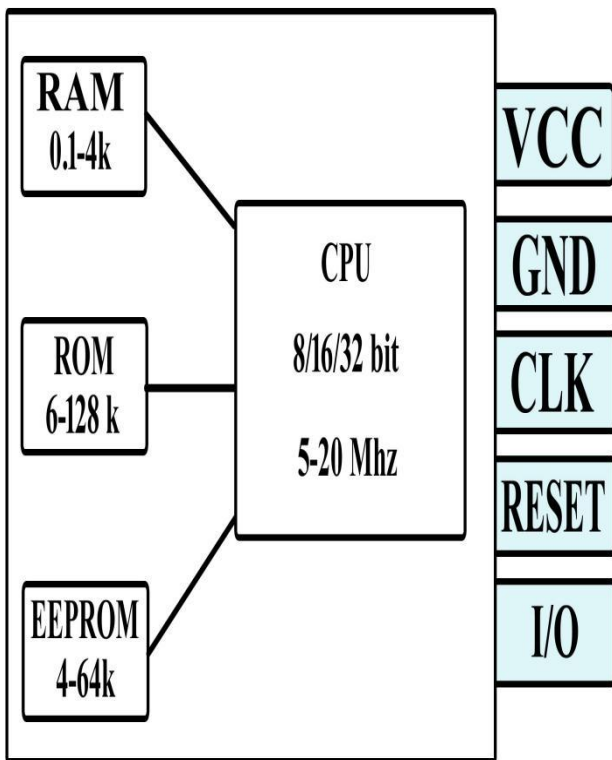 RAM
0.1-4k
ROM
6-128 k
EEPROM
4-64k
CPU
8/16/32 bit
5-20 Mhz
VCC
GND
CLK
RESET
I/O